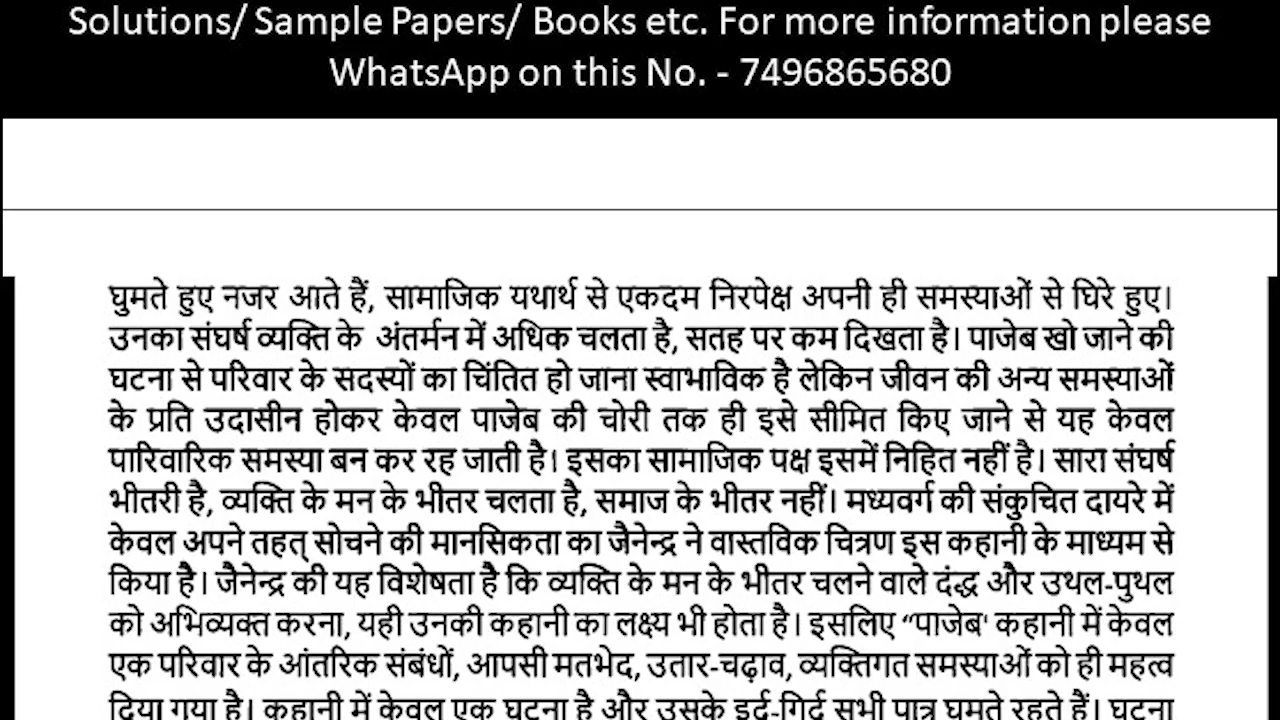 Solutions/ Sample Papers/ Books etc. For more information please
WhatsApp on this No. - 7496865680
घुमते हुए नजर आते हैं, सामाजिक यथार्थ से एकदम निरपेक्ष अपनी ही समस्याओं से घिरे हुए।
उनका संघर्ष व्यक्ति के अंतर्मन में अधिक चलता है, सतह पर कम दिखता है। पाजेब खो जाने की
घटना से परिवार के सदस्यों का चिंतित हो जाना स्वाभाविक है लेकिन जीवन की अन्य समस्याओं
के प्रति उदासीन होकर केवल पाजेब की चोरी तक ही इसे सीमित किए जाने से यह केवल
पारिवारिक समस्या बन कर रह जाती है। इसका सामाजिक पक्ष इसमें निहित नहीं है। सारा संघर्ष
भीतरी है, व्यक्ति के मन के भीतर चलता है, समाज के भीतर नहीं। मध्यवर्ग की संकुचित दायरे में
केवल अपने तहत् सोचने की मानसिकता का जैनेन्द्र ने वास्तविक चित्रण इस कहानी के माध्यम से
किया है। जैनेन्द्र की यह विशेषता है कि व्यक्ति के मन के भीतर चलने वाले दंद्ध और उथल-पुथल
को अभिव्यक्त करना, यही उनकी कहानी का लक्ष्य भी होता है। इसलिए “पाजेब' कहानी में केवल
एक परिवार के आंतरिक संबंधों, आपसी मतभेद, उतार-चढ़ाव, व्यक्तिगत समस्याओं को ही महत्व
दिया गया है। कहानी में केवल एक घटना है और उसके इर्द-गिर्द सभी पात्र घुमते रहते हैं। घटना